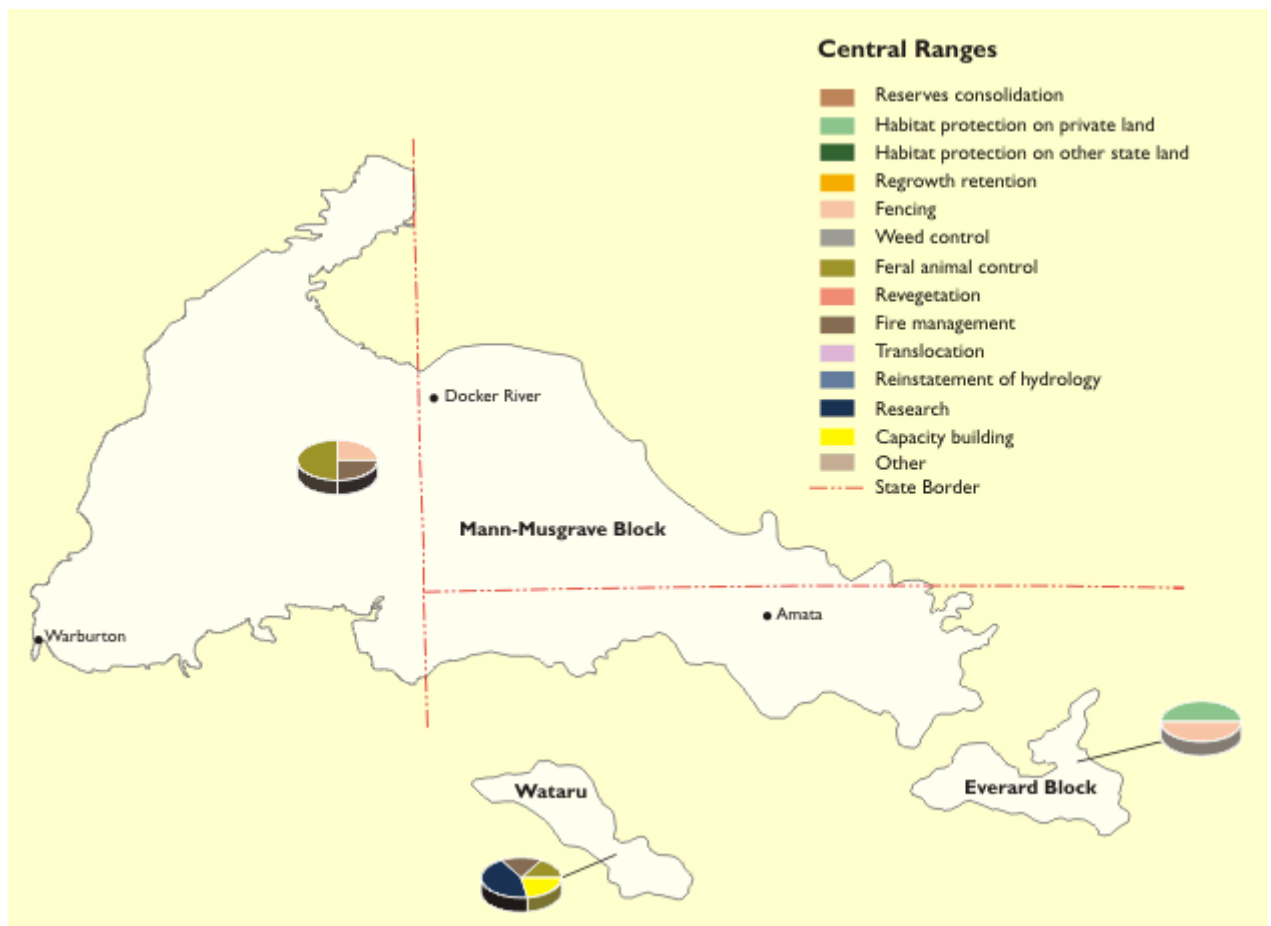 Central Ranges
Reserves consolidation
Habitat protection on private land
Habitat protection on other state land
Regrowth retention
Fencing
Weed control
Feral animal control
Revegetation
Fire management
Translocation
Reinstatement of hydrology
Research
Capacity building
Other
State Border
Docker River
Mann-Musgrave Block
Amata
Warburton
Wataru
Everard Block